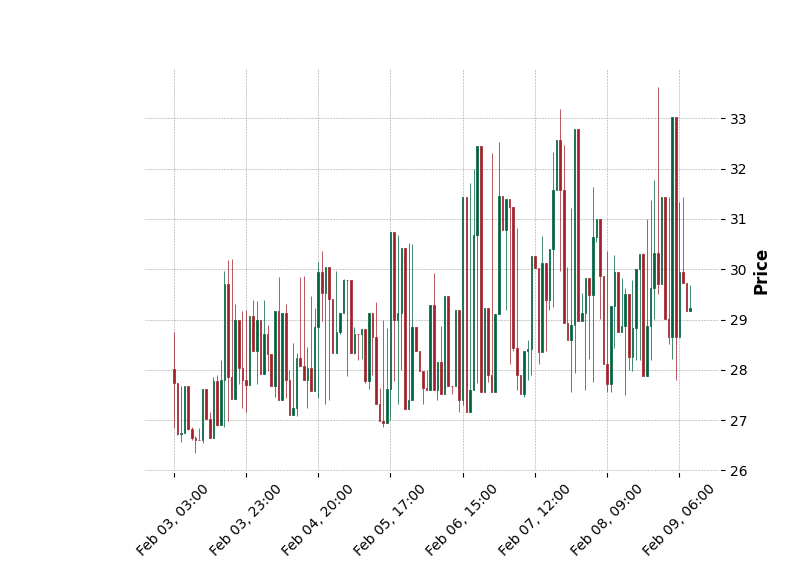 33
32
31
30
29
28
27
26
Price
Feb 03, 03:00
Feb 03, 23:00
Feb 04, 20:00
Feb 05, 17:00
Feb 06, 15:00
Feb 07, 12:00
Feb 08, 09:00
Feb 09, 06:00